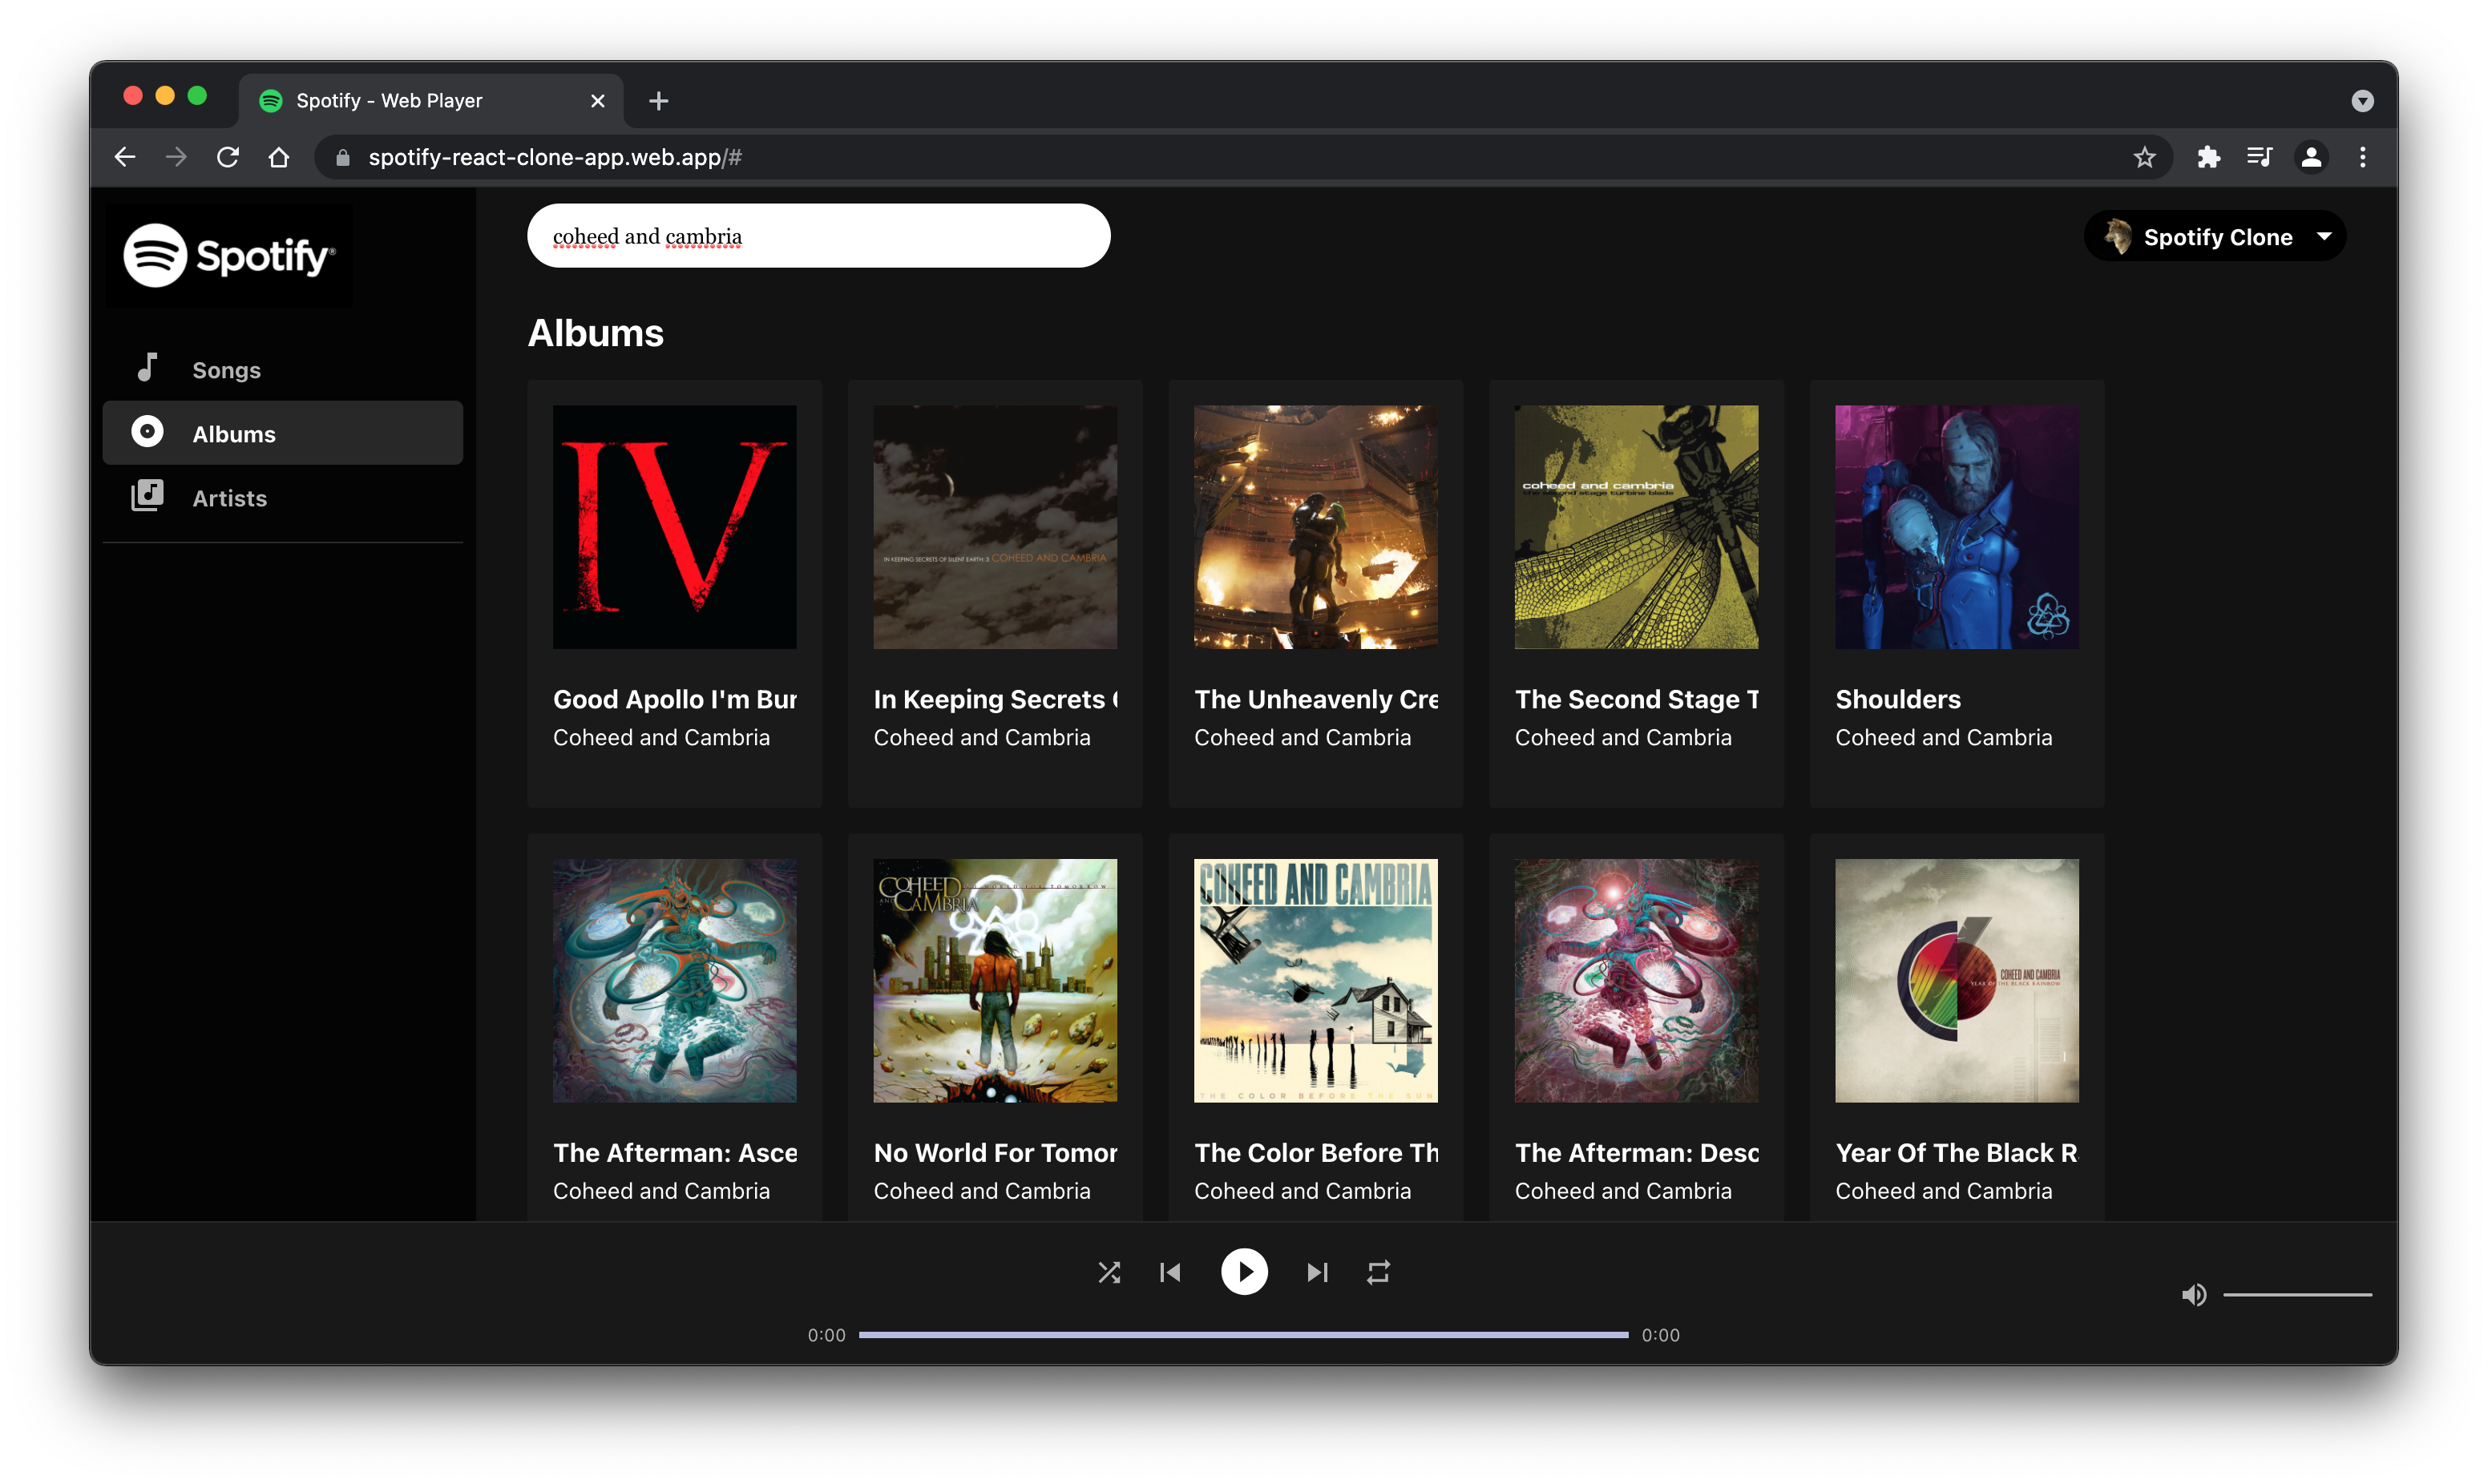 Spotify - Web Player
spotify-react-clone-app.web.app/#
Spotify®
coheed and cambria
Spotify Clone
Songs
Albums
Artists
Albums
IV
IN KEEPING SECRETS OF SILENT EARTH: 3 COHEED AND CAMBRIA
coheed and cambria
the second stage turbine blade
Good Apollo I'm Bur
Coheed and Cambria
In Keeping Secrets
Coheed and Cambria
The Unheavenly Cre
Coheed and Cambria
The Second Stage T
Coheed and Cambria
Shoulders
Coheed and Cambria
COHEED AND CAMBRIA
NO WORLD FOR TOMORROW
COHEED AND CAMBRIA
THE COLOR BEFORE THE SUN
COHEED AND CAMBRIA
YEAR OF THE BLACK RAINBOW
The Afterman: Asce
Coheed and Cambria
No World For Tomor
Coheed and Cambria
The Color Before Th
Coheed and Cambria
The Afterman: Desc
Coheed and Cambria
Year Of The Black R
Coheed and Cambria
0:00
0:00